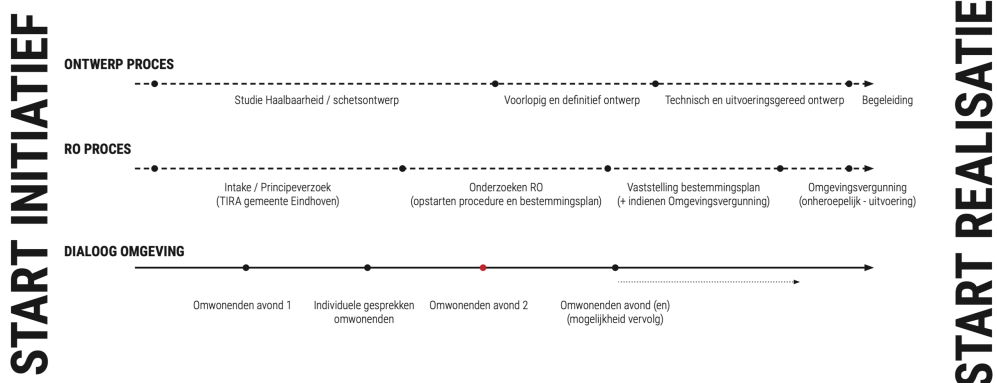 START INITIATIEF
ONTWERP PROCES
Studie Haalbaarheid / schetsontwerp
Voorlopig en definitief ontwerp
Technisch en uitvoeringsgereed ontwerp
Begeleiding
RO PROCES
Intake / Principeverzoek
(TIRA gemeente Eindhoven)
Onderzoeken RO
(opstarten procedure en bestemmingsplan)
Vaststelling bestemmingsplan
(+ indienen Omgevingsvergunning)
Omgevingsvergunning
(onheroepelijk - uitvoering)
DIALOOG OMGEVING
Omwonenden avond 1
Individuele gesprekken
omwonenden
Omwonenden avond 2
Omwonenden avond (en)
(mogelijkheid vervolg)
START REALISATIE